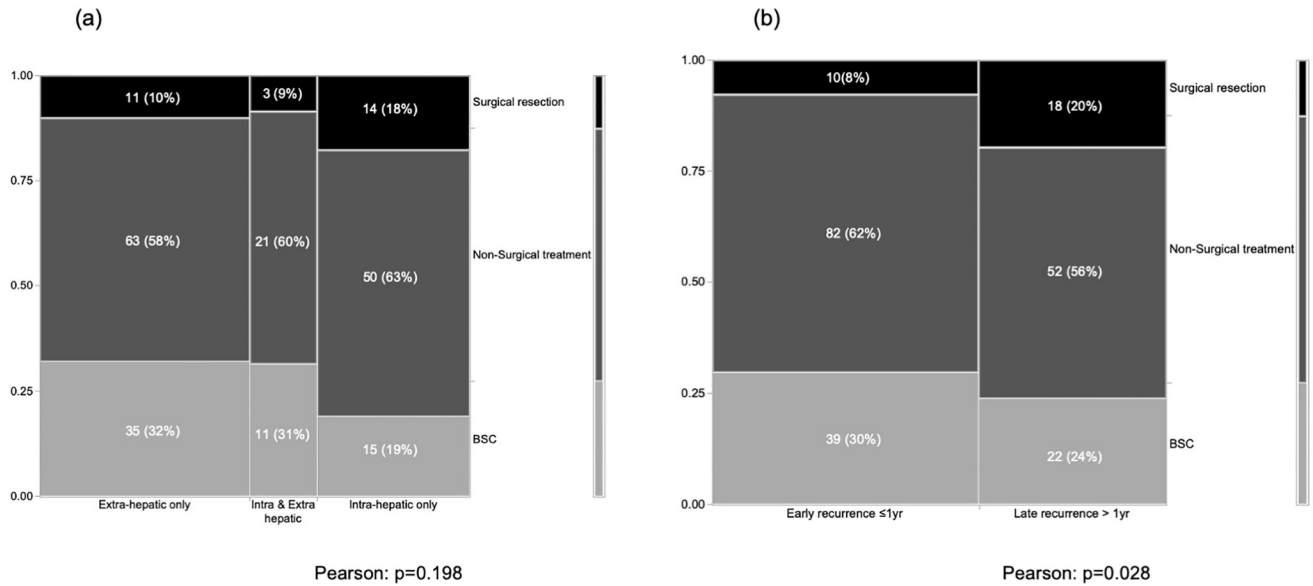 (a)
1.00
0.75
0.50
0.25
0.00
11 (10%)
3 (9%)
14 (18%)
63 (58%)
21 (60%)
50 (63%)
35 (32%)
11 (31%)
15 (19%)
Surgical resection
Non-Surgical treatment
BSC
Extra-hepatic only
Intra & Extra
hepatic
Intra-hepatic only
Pearson: p=0.198
(b)
1.00
0.75
0.50
0.25
0.00
10(8%)
18 (20%)
82 (62%)
52 (56%)
39 (30%)
22 (24%)
Surgical resection
Non-Surgical treatment
BSC
Early recurrence ≤1yr
Late recurrence > 1yr
Pearson: p=0.028